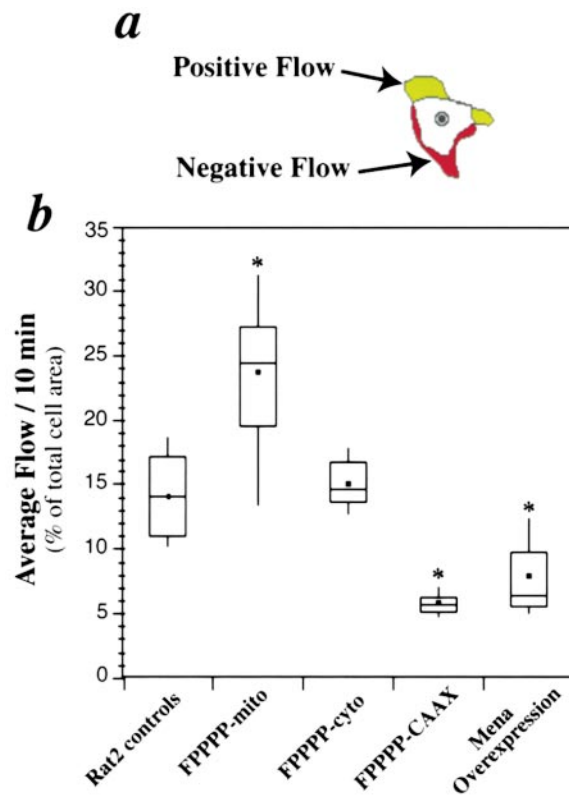 a
Positive Flow
Negative Flow
b
Average Flow / 10 min
(% of total cell area)
35
30
25
20
15
10
5
0
*
*
*
Rat2 controls
FPPPP-mito
FPPPP-cyto
FPPPP-CAAX
Mena
Overexpression